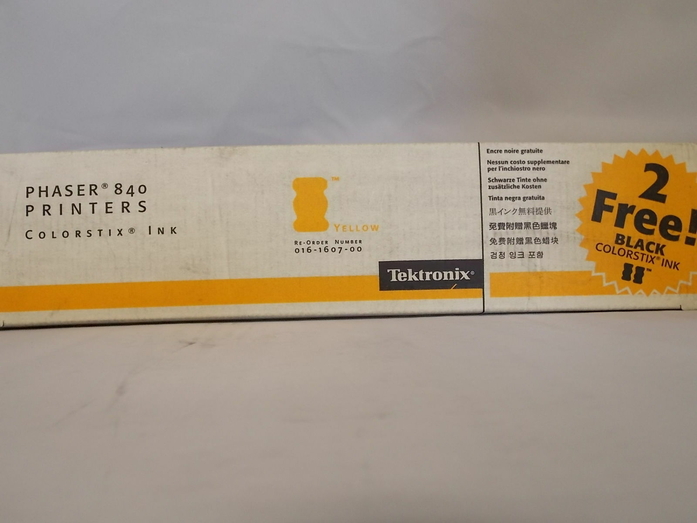 PHASER® 840
PRINTERS
COLORSTIX® INK
™
YELLOW
RE-ORDER NUMBER
016-1607-00
Tektronix®
Encre noire gratuite
Nessun costo supplementare
per l'inchiostro nero
Schwarze Tinte ohne
zusätzliche Kosten
Tinta negra gratuita
黒インク無料提供
免費附贈黑色蠟塊
免费附赠黑色蜡块
검정 잉크 포함
2
Free!
BLACK
COLORSTIX® INK
™